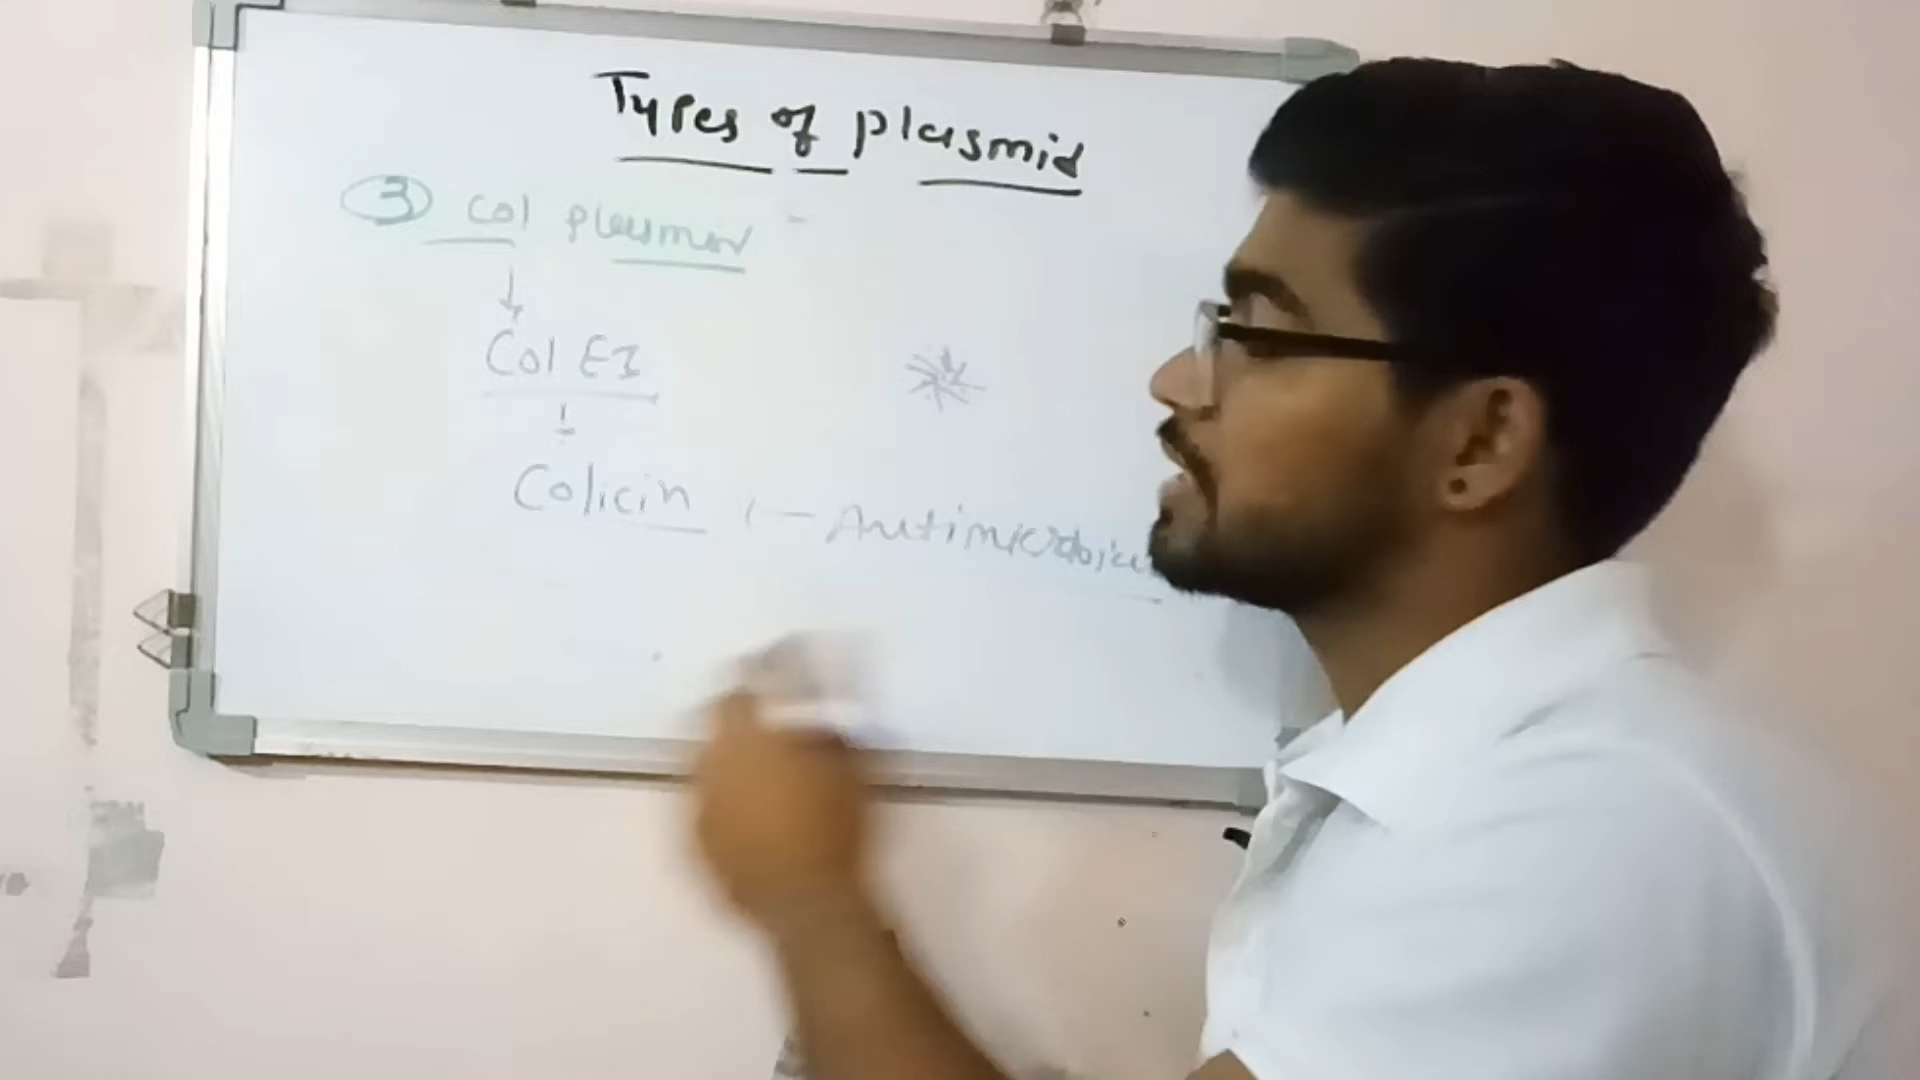 Types of plasmid
3 Col plasmid -
Col E1
Colicin :- Antimicrobial